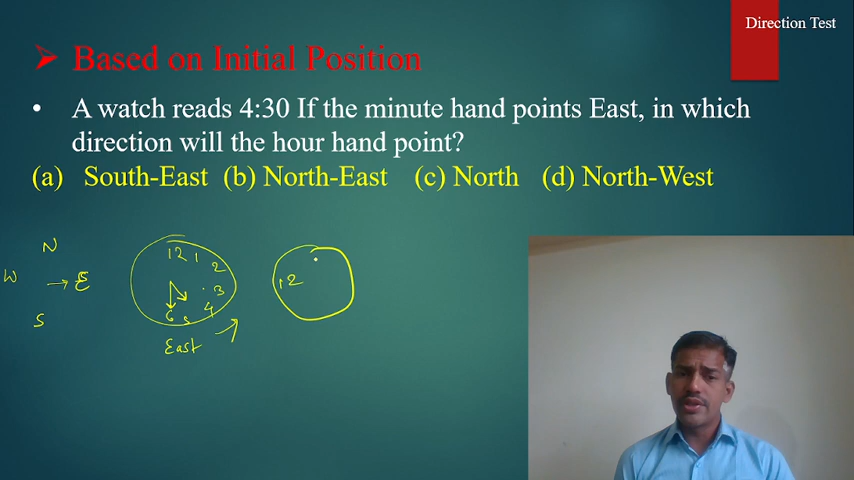 Direction Test
➢ Based on Initial Position
• A watch reads 4:30 If the minute hand points East, in which
direction will the hour hand point?
(a) South-East (b) North-East (c) North (d) North-West
N
W → E
S
12 1
2
3
4
6 5
East
12